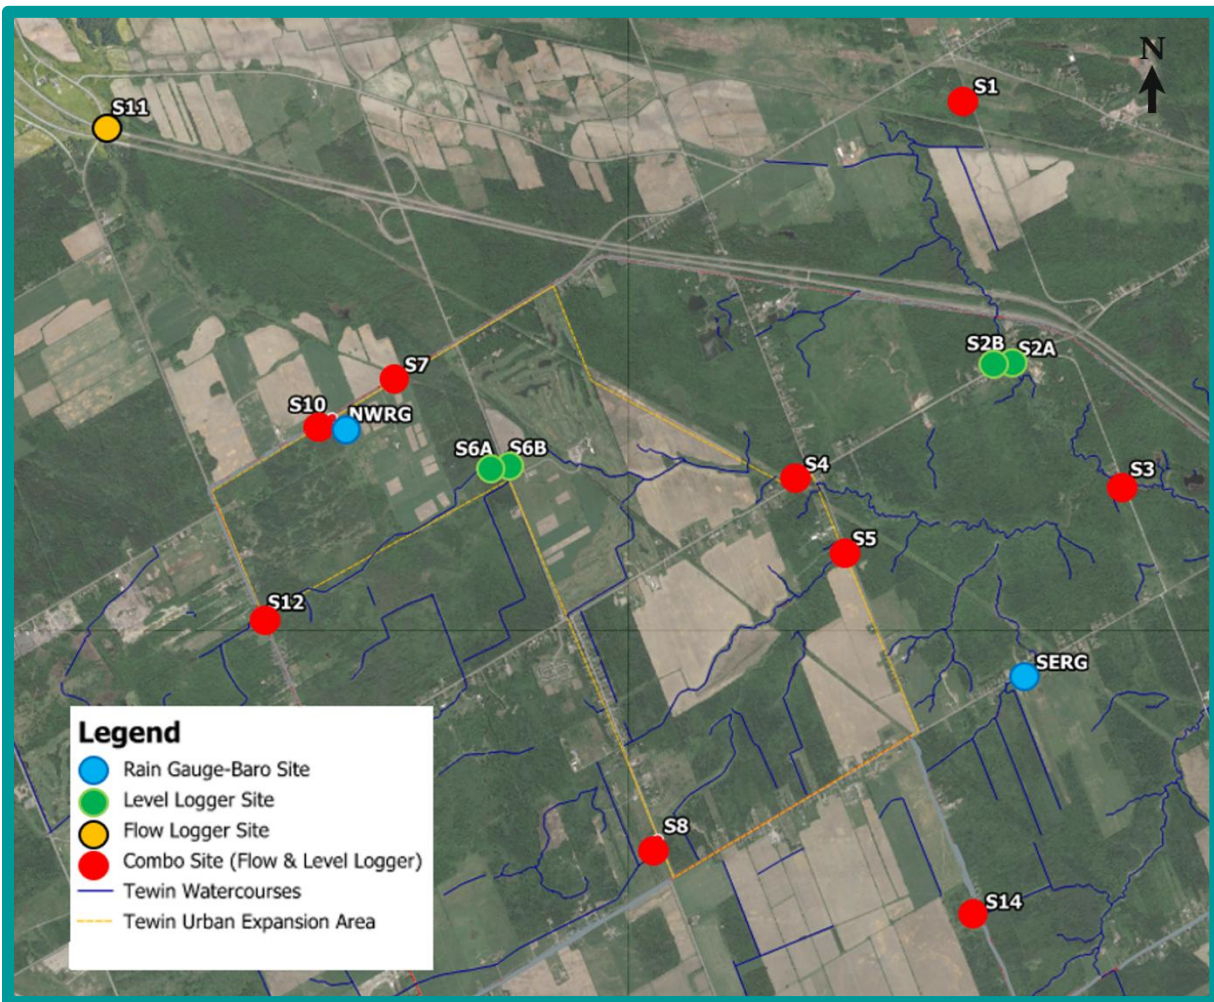 N
S1
S11
S2B
S2A
S7
S10
NWRG
S6A
S6B
S4
S3
S5
S12
SERG
Legend
Rain Gauge-Baro Site
Level Logger Site
Flow Logger Site
Combo Site (Flow & Level Logger)
Tewin Watercourses
Tewin Urban Expansion Area
S8
S14